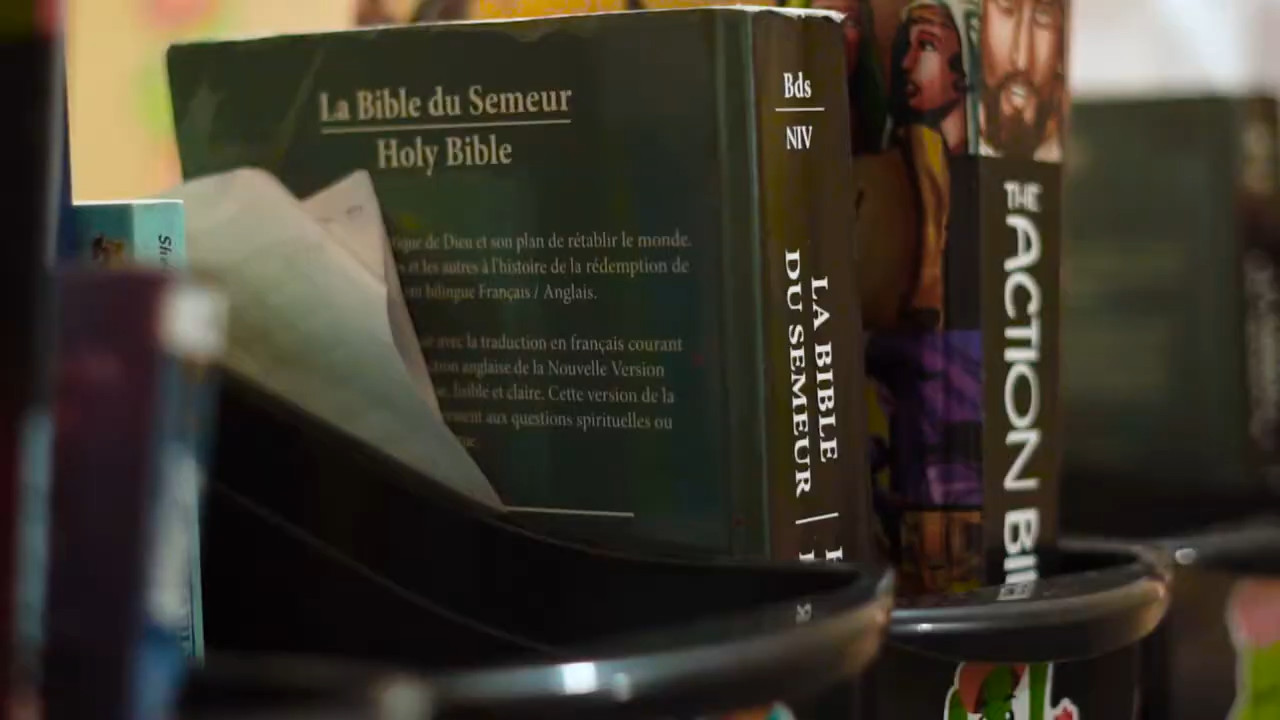 La Bible du Semeur
Holy Bible
de Dieu et son plan de rétablir le monde.
et les autres à l'histoire de la rédemption de
bilingue Français / Anglais.
avec la traduction en français courant
anglaise de la Nouvelle Version
lisible et claire. Cette version de la
aux questions spirituelles ou
Bds
NIV
LA BIBLE
DU SEMEUR
THE
ACTION